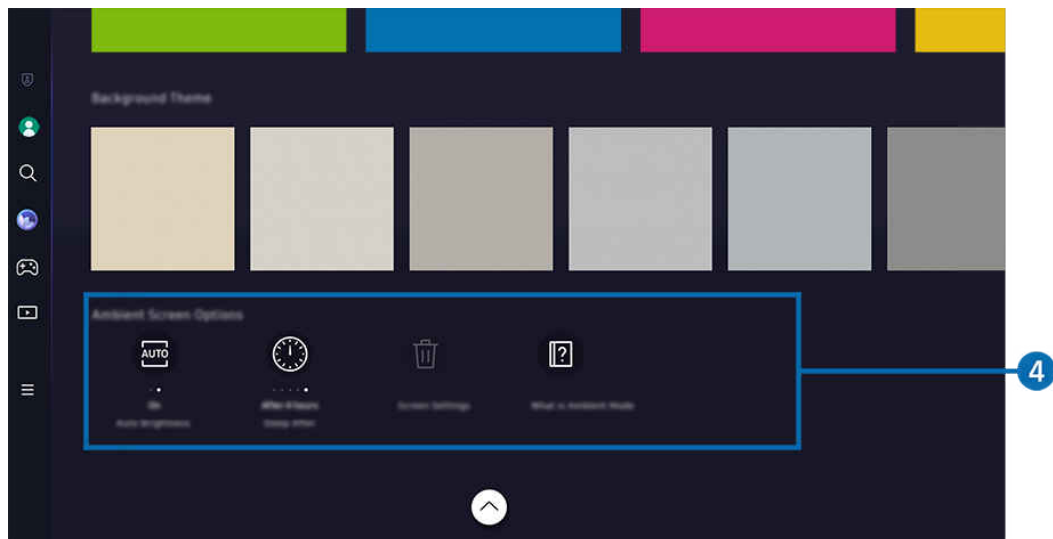 Background Theme
Ambient Screen Options
AUTO
On
After 8 hours
Screen Settings
What is Ambient Mode
Auto Brightness
Sleep After
4